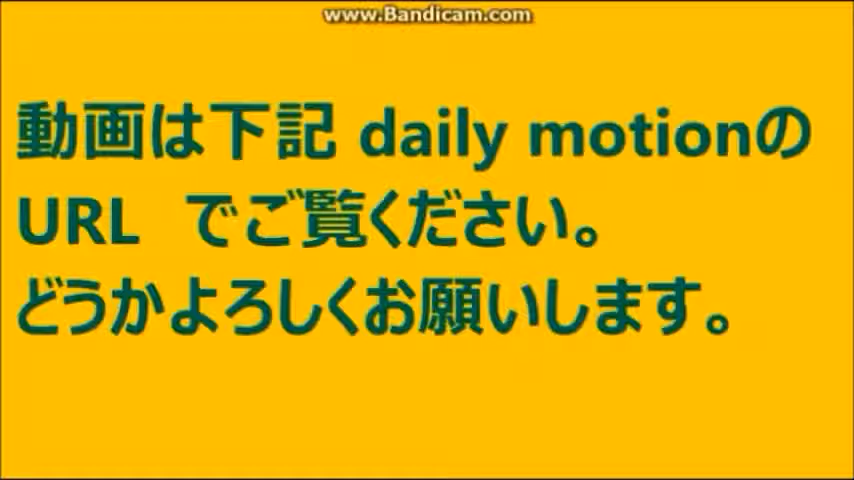 www.Bandicam.com
動画は下記 daily motionの
URL でご覧ください。
どうかよろしくお願いします。